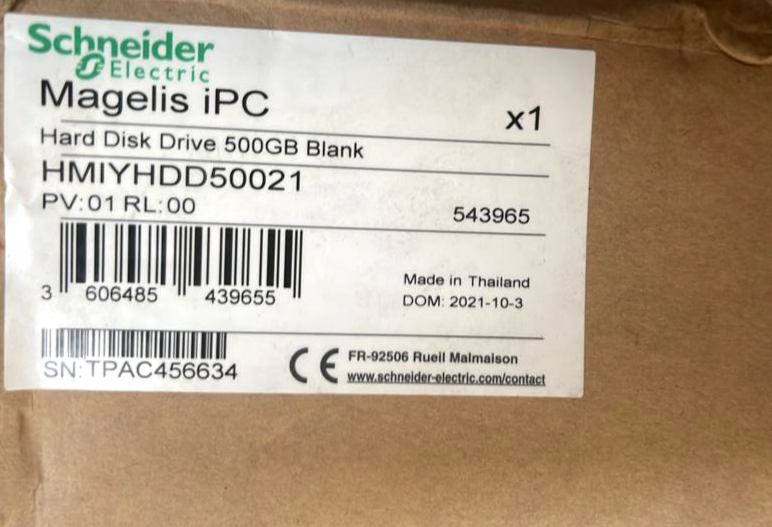 Schneider
Electric
Magelis iPC
x1
Hard Disk Drive 500GB Blank
HMIYHDD50021
PV:01 RL:00
543965
3 606485 439655
Made in Thailand
DOM: 2021-10-3
SN:TPAC456634
CE
FR-92506 Rueil Malmaison
www.schneider-electric.com/contact